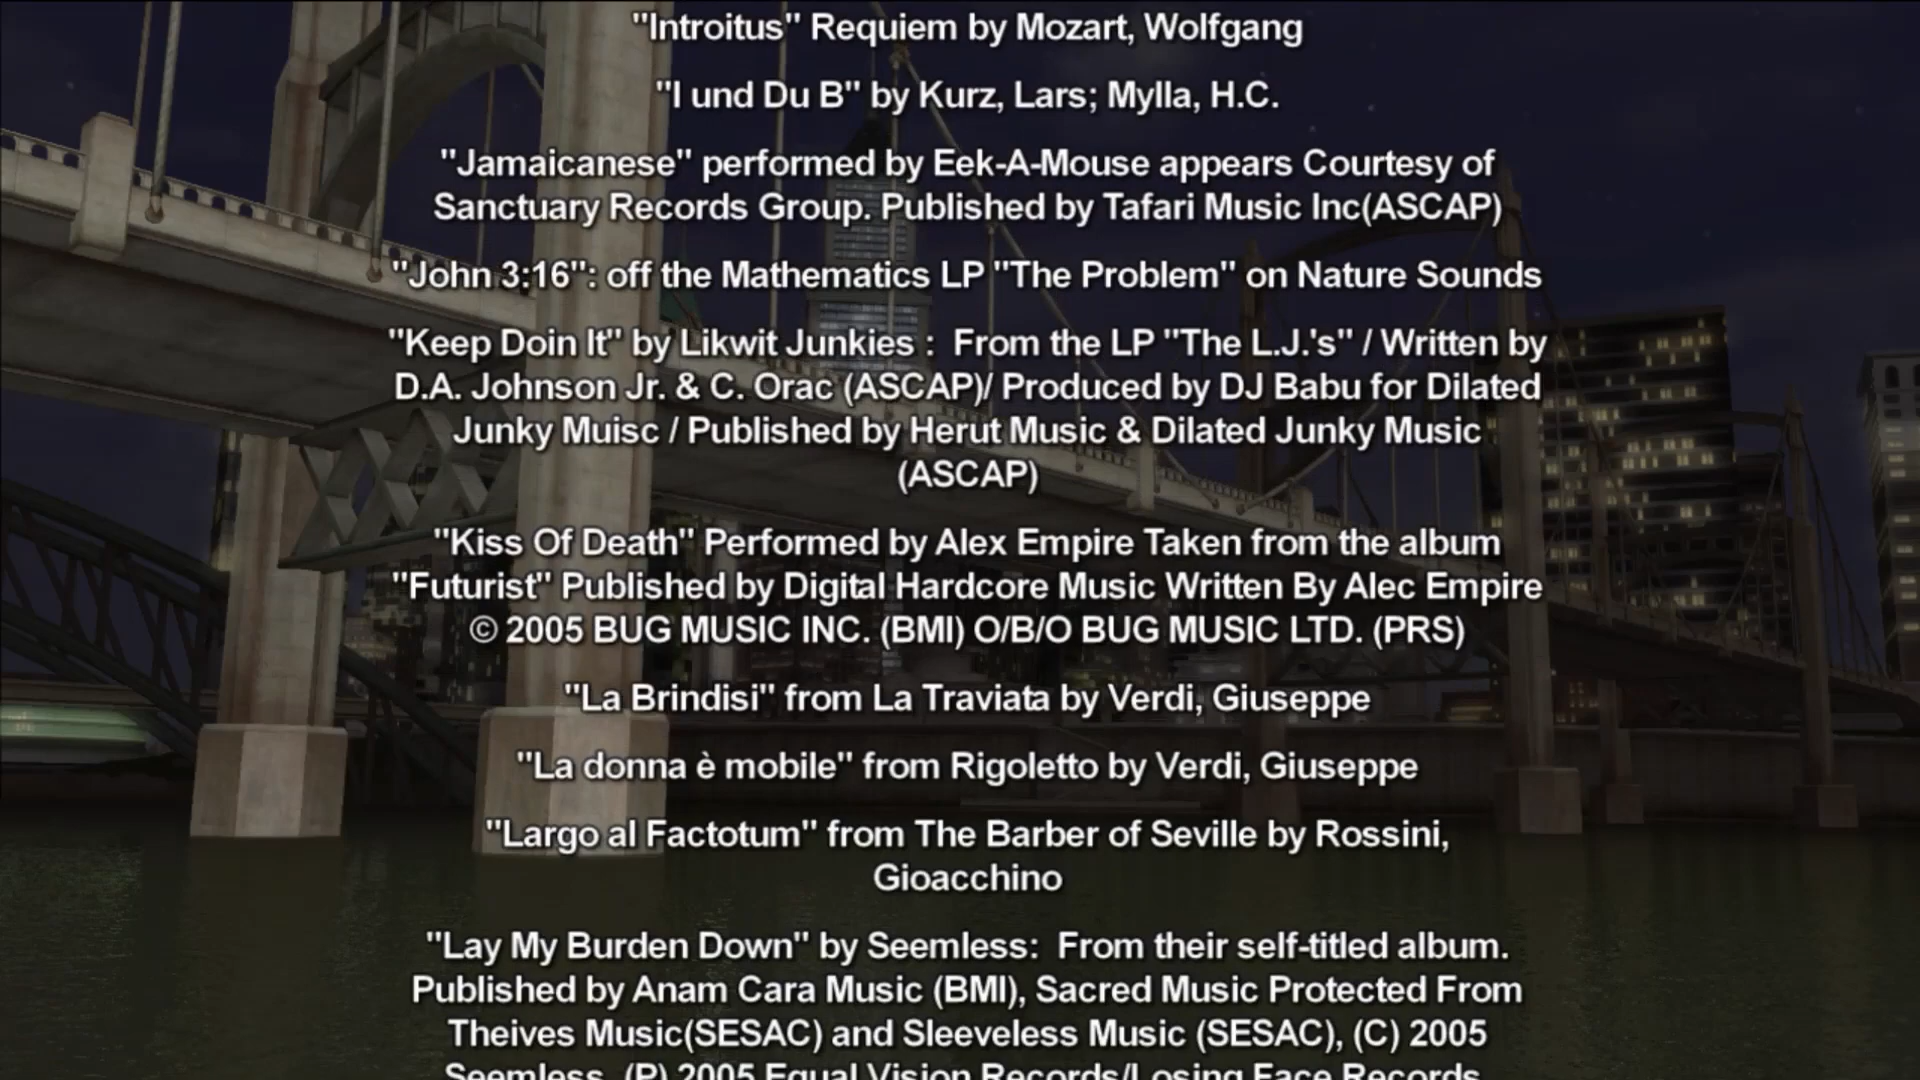 "Introitus" Requiem by Mozart, Wolfgang
"I und Du B" by Kurz, Lars; Mylla, H.C.
"Jamaicanese" performed by Eek-A-Mouse appears Courtesy of
Sanctuary Records Group. Published by Tafari Music Inc(ASCAP)
"John 3:16": off the Mathematics LP "The Problem" on Nature Sounds
"Keep Doin It" by Likwit Junkies :  From the LP "The L.J.'s" / Written by
D.A. Johnson Jr. & C. Orac (ASCAP)/ Produced by DJ Babu for Dilated
Junky Muisc / Published by Herut Music & Dilated Junky Music
(ASCAP)
"Kiss Of Death" Performed by Alex Empire Taken from the album
"Futurist" Published by Digital Hardcore Music Written By Alec Empire
© 2005 BUG MUSIC INC. (BMI) O/B/O BUG MUSIC LTD. (PRS)
"La Brindisi" from La Traviata by Verdi, Giuseppe
"La donna è mobile" from Rigoletto by Verdi, Giuseppe
"Largo al Factotum" from The Barber of Seville by Rossini,
Gioacchino
"Lay My Burden Down" by Seemless:  From their self-titled album.
Published by Anam Cara Music (BMI), Sacred Music Protected From
Theives Music(SESAC) and Sleeveless Music (SESAC), (C) 2005
Seemless, (P) 2005 Equal Vision Records/Losing Face Records